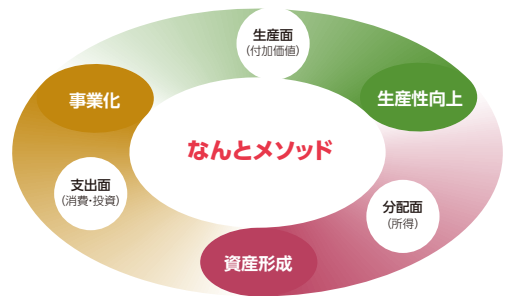 生産面
(付加価値)
事業化
生産性向上
なんとメソッド
支出面
(消費・投資)
分配面
(所得)
資産形成